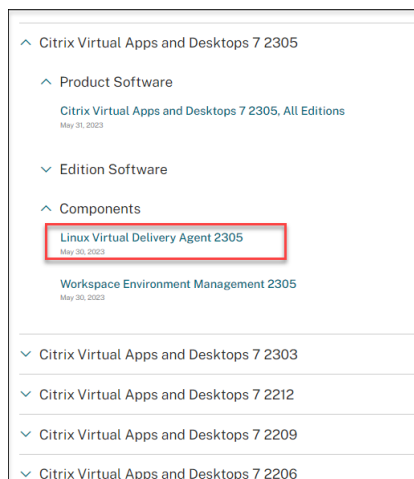 Citrix Virtual Apps and Desktops 7 2305
Product Software
Citrix Virtual Apps and Desktops 7 2305, All Editions
May 31, 2023
Edition Software
Components
Linux Virtual Delivery Agent 2305
May 30, 2023
Workspace Environment Management 2305
May 30, 2023
Citrix Virtual Apps and Desktops 7 2303
Citrix Virtual Apps and Desktops 7 2212
Citrix Virtual Apps and Desktops 7 2209
Citrix Virtual Apps and Desktops 7 2206